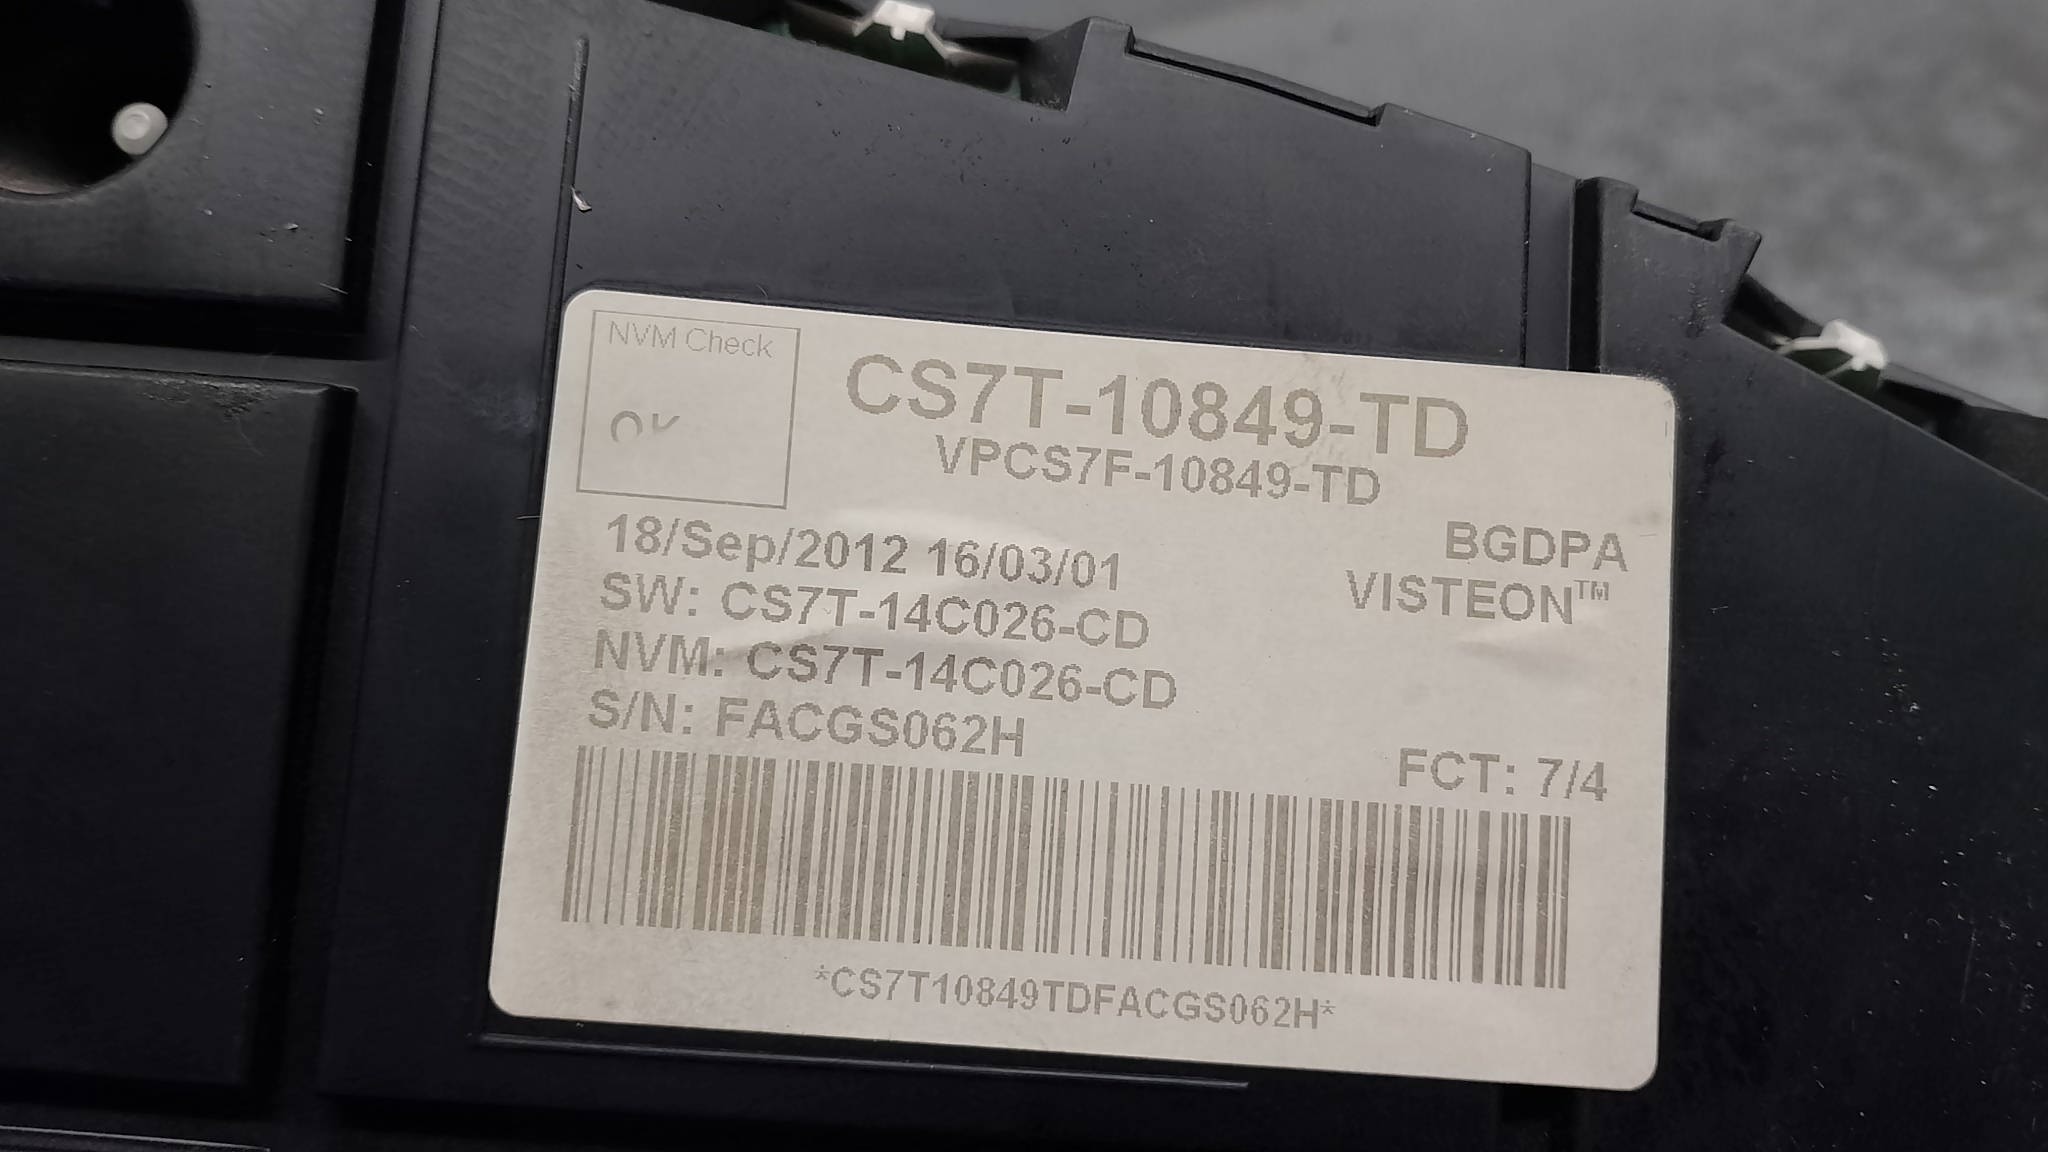 NVM Check
OK
CS7T-10849-TD
VPCS7F-10849-TD
18/Sep/2012 16/03/01
BGDPA
SW: CS7T-14C026-CD
VISTEON™
NVM: CS7T-14C026-CD
S/N: FACGS062H
FCT: 7/4
*CS7T10849TDFACGS062H*